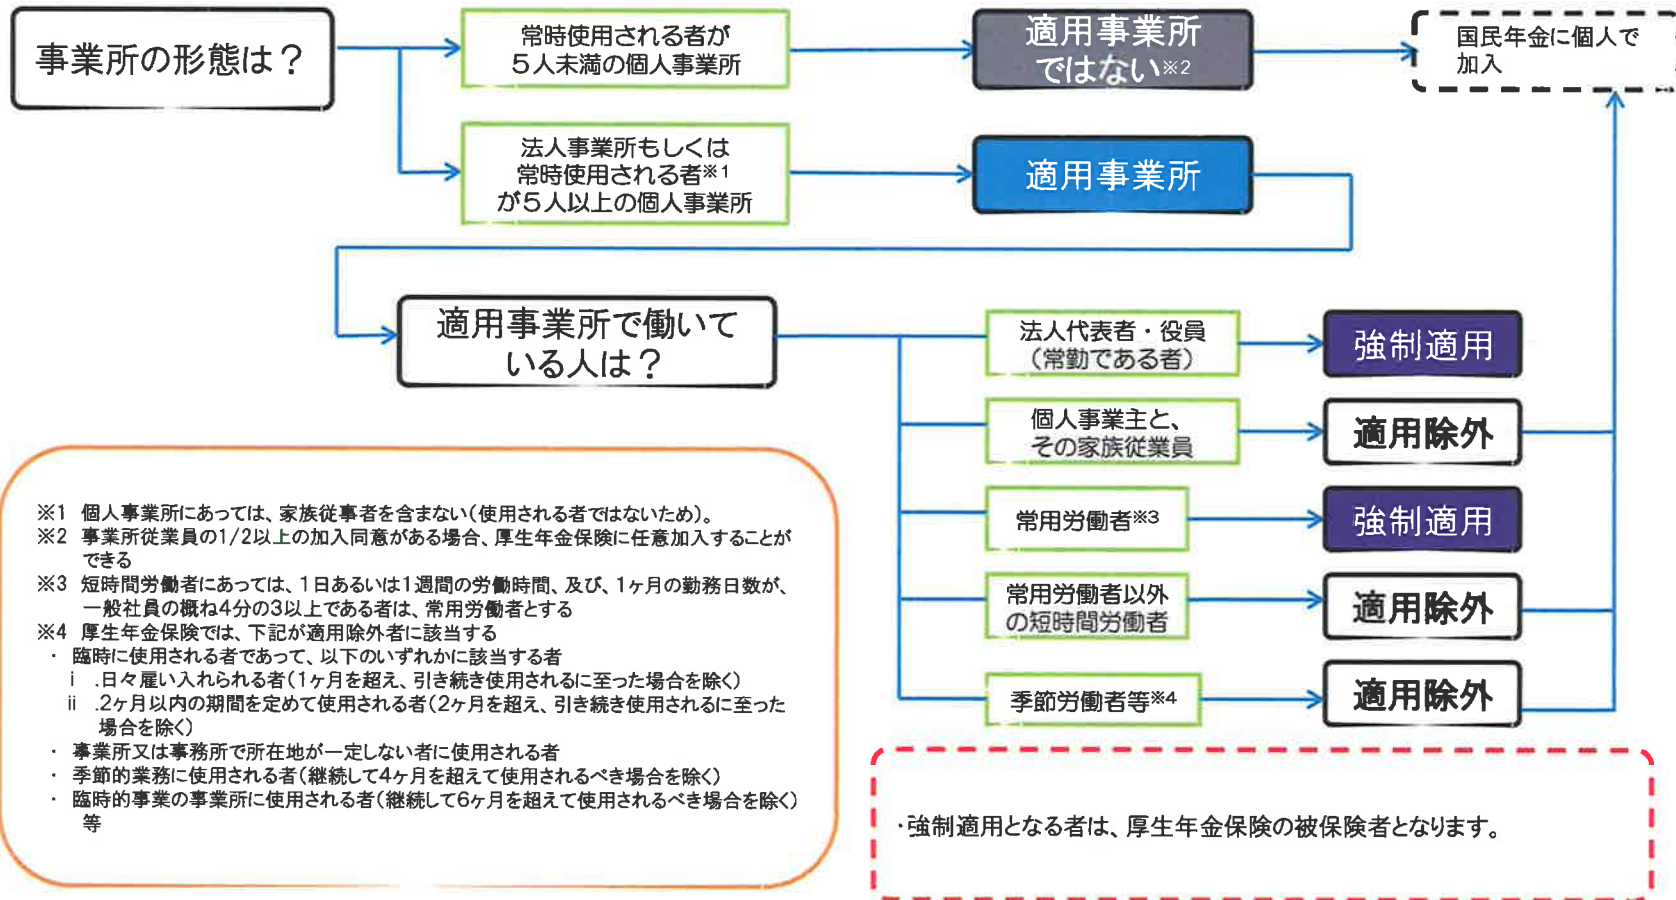 事業所の形態は？
常時使用される者が
５人未満の個人事業所
適用事業所
ではない※2
国民年金に個人で
加入
法人事業所もしくは
常時使用される者※1
が５人以上の個人事業所
適用事業所
適用事業所で働いて
いる人は？
法人代表者・役員
（常勤である者）
強制適用
個人事業主と、
その家族従業員
適用除外
常用労働者※3
強制適用
常用労働者以外
の短時間労働者
適用除外
季節労働者等※4
適用除外
※1 個人事業所にあっては、家族従事者を含まない（使用される者ではないため）。
※2 事業所従業員の1/2以上の加入同意がある場合、厚生年金保険に任意加入することが
できる
※3 短時間労働者にあっては、1日あるいは1週間の労働時間、及び、1ヶ月の勤務日数が、
一般社員の概ね4分の3以上である者は、常用労働者とする
※4 厚生年金保険では、下記が適用除外者に該当する
・ 臨時に使用される者であって、以下のいずれかに該当する者
ⅰ .日々雇い入れられる者（1ヶ月を超え、引き続き使用されるに至った場合を除く）
ⅱ .2ヶ月以内の期間を定めて使用される者（2ヶ月を超え、引き続き使用されるに至った
場合を除く）
・ 事業所又は事務所で所在地が一定しない者に使用される者
・ 季節的業務に使用される者（継続して4ヶ月を超えて使用されるべき場合を除く）
・ 臨時的事業の事業所に使用される者（継続して6ヶ月を超えて使用されるべき場合を除く）
等
・強制適用となる者は、厚生年金保険の被保険者となります。